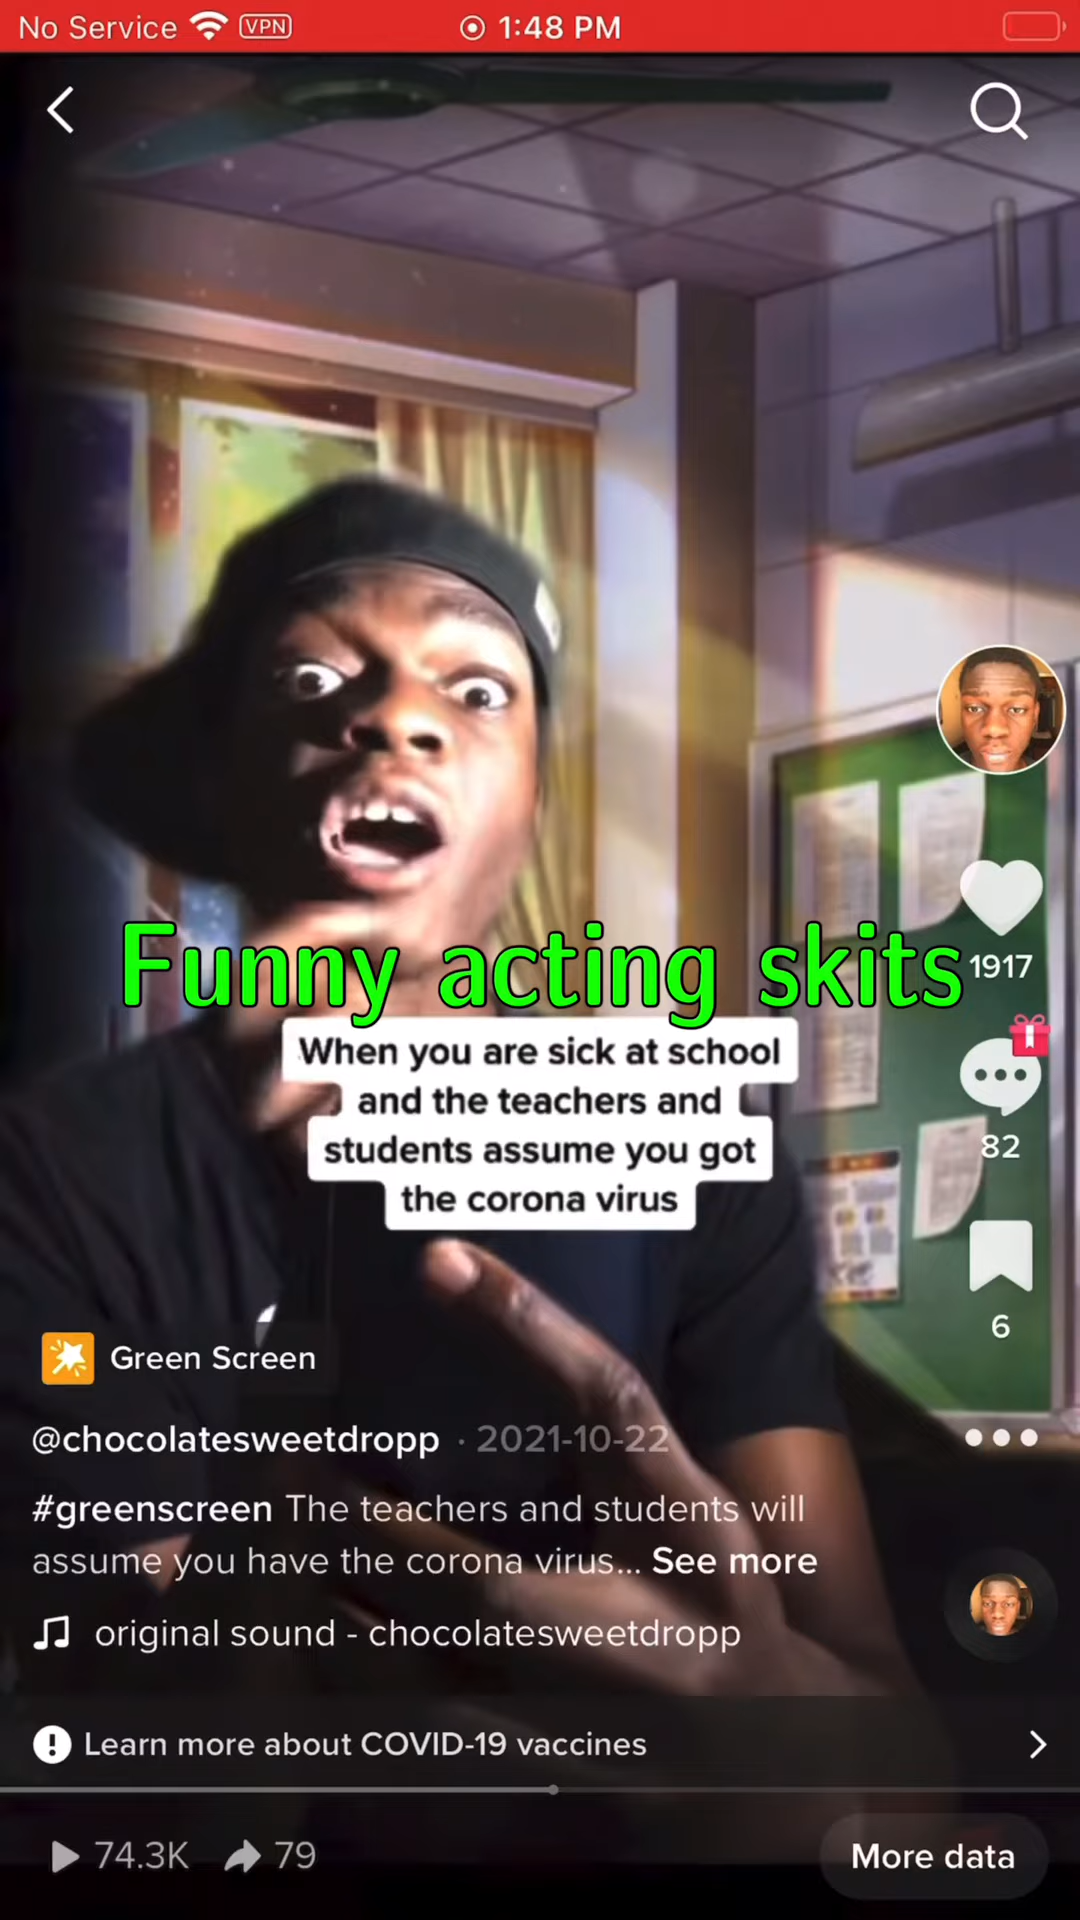 No Service VPN 1:48 PM
Funny acting skits
1917
When you are sick at school
and the teachers and
students assume you got
the corona virus
82
6
Green Screen
@chocolatesweetdropp · 2021-10-22
#greenscreen The teachers and students will
assume you have the corona virus... See more
original sound - chocolatesweetdropp
Learn more about COVID-19 vaccines
74.3K 79 More data